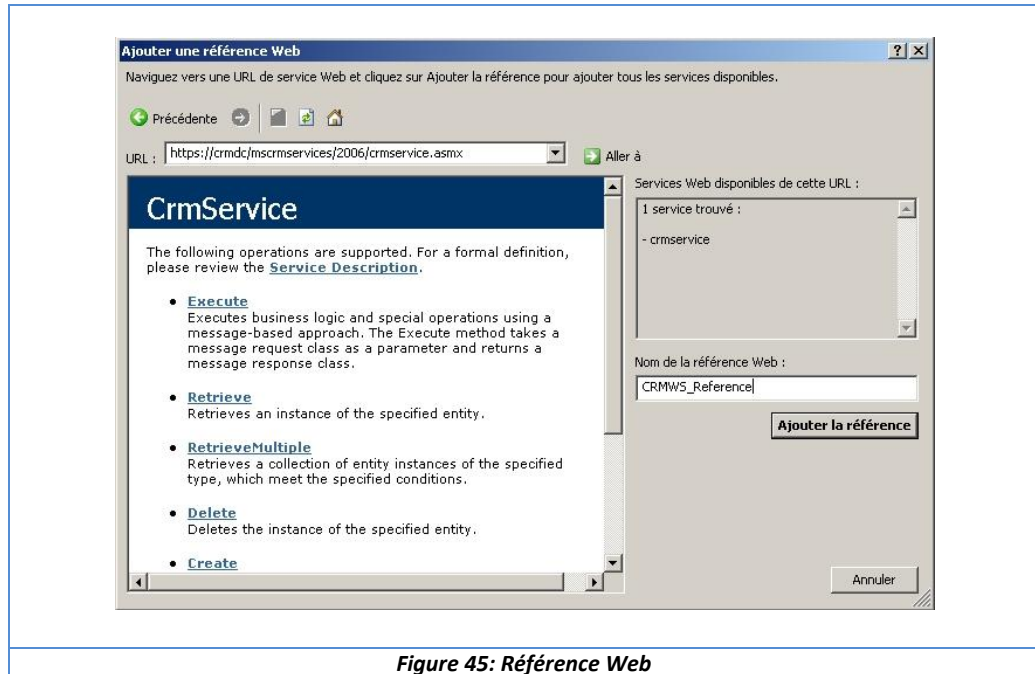 Ajouter une référence Web
Naviguez vers une URL de service Web et cliquez sur Ajouter la référence pour ajouter tous les services disponibles.
Précédente
URL : https://crmdc/mscrmservices/2006/crmservice.asmx Aller à
CrmService
The following operations are supported. For a formal definition,
please review the Service Description.
• Execute
Executes business logic and special operations using a
message-based approach. The Execute method takes a
message request class as a parameter and returns a
message response class.
• Retrieve
Retrieves an instance of the specified entity.
• RetrieveMultiple
Retrieves a collection of entity instances of the specified
type, which meet the specified conditions.
• Delete
Deletes the instance of the specified entity.
• Create
Services Web disponibles de cette URL :
1 service trouvé :
- crmservice
Nom de la référence Web :
CRMWS_Reference
Ajouter la référence
Annuler
Figure 45: Référence Web